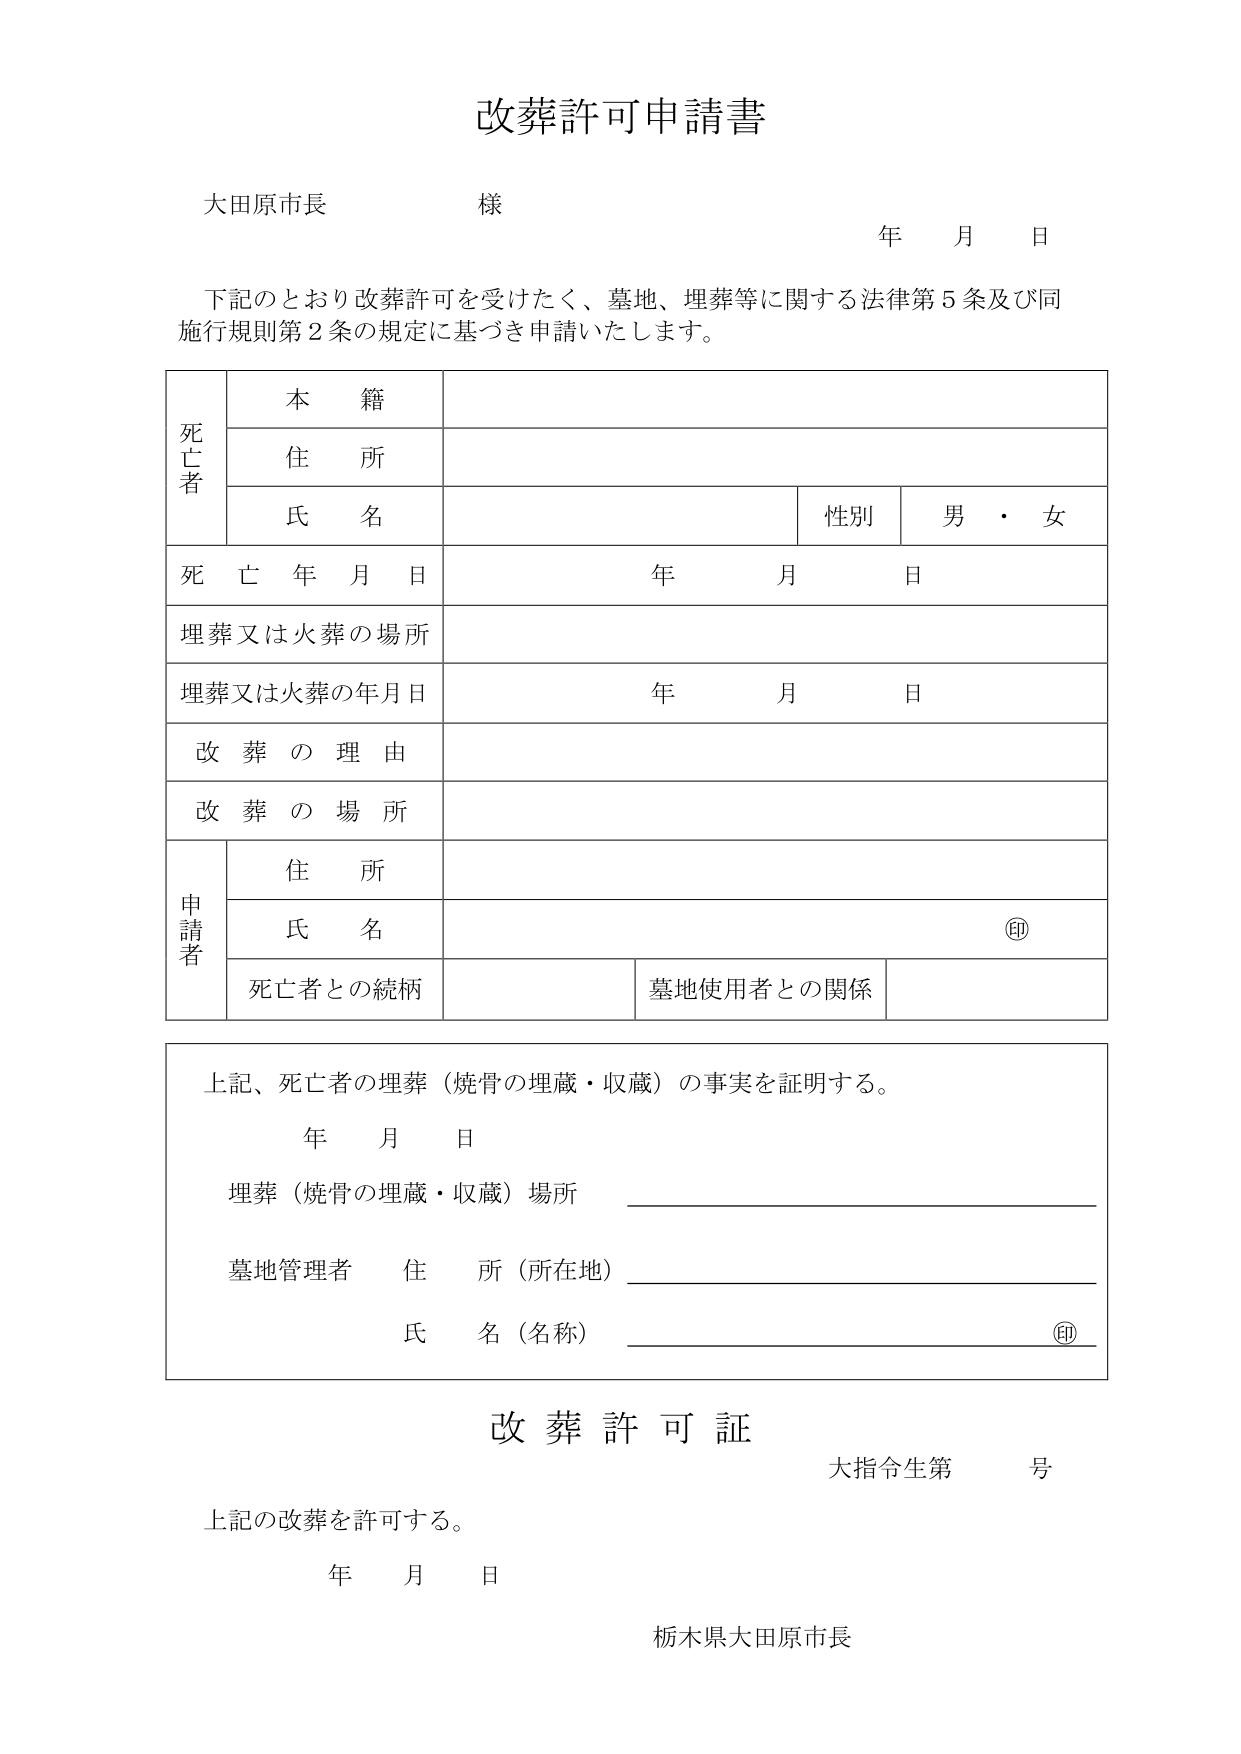 改葬許可申請書
大田原市長　　　　　　様
年　　月　　日
下記のとおり改葬許可を受けたく、墓地、埋葬等に関する法律第５条及び同
施行規則第２条の規定に基づき申請いたします。
死亡者
本　　籍
住　　所
氏　　名　　性別　　男　・　女
死　亡　年　月　日　　年　　月　　日
埋葬又は火葬の場所
埋葬又は火葬の年月日　　年　　月　　日
改　葬　の　理　由
改　葬　の　場　所
申請者
住　　所
氏　　名　　㊞
死亡者との続柄　　墓地使用者との関係
上記、死亡者の埋葬（焼骨の埋蔵・収蔵）の事実を証明する。
年　　月　　日
埋葬（焼骨の埋蔵・収蔵）場所
墓地管理者　　住　　所（所在地）
氏　　名（名称）　　㊞
改　葬　許　可　証
大指令生第　　　号
上記の改葬を許可する。
年　　月　　日
栃木県大田原市長